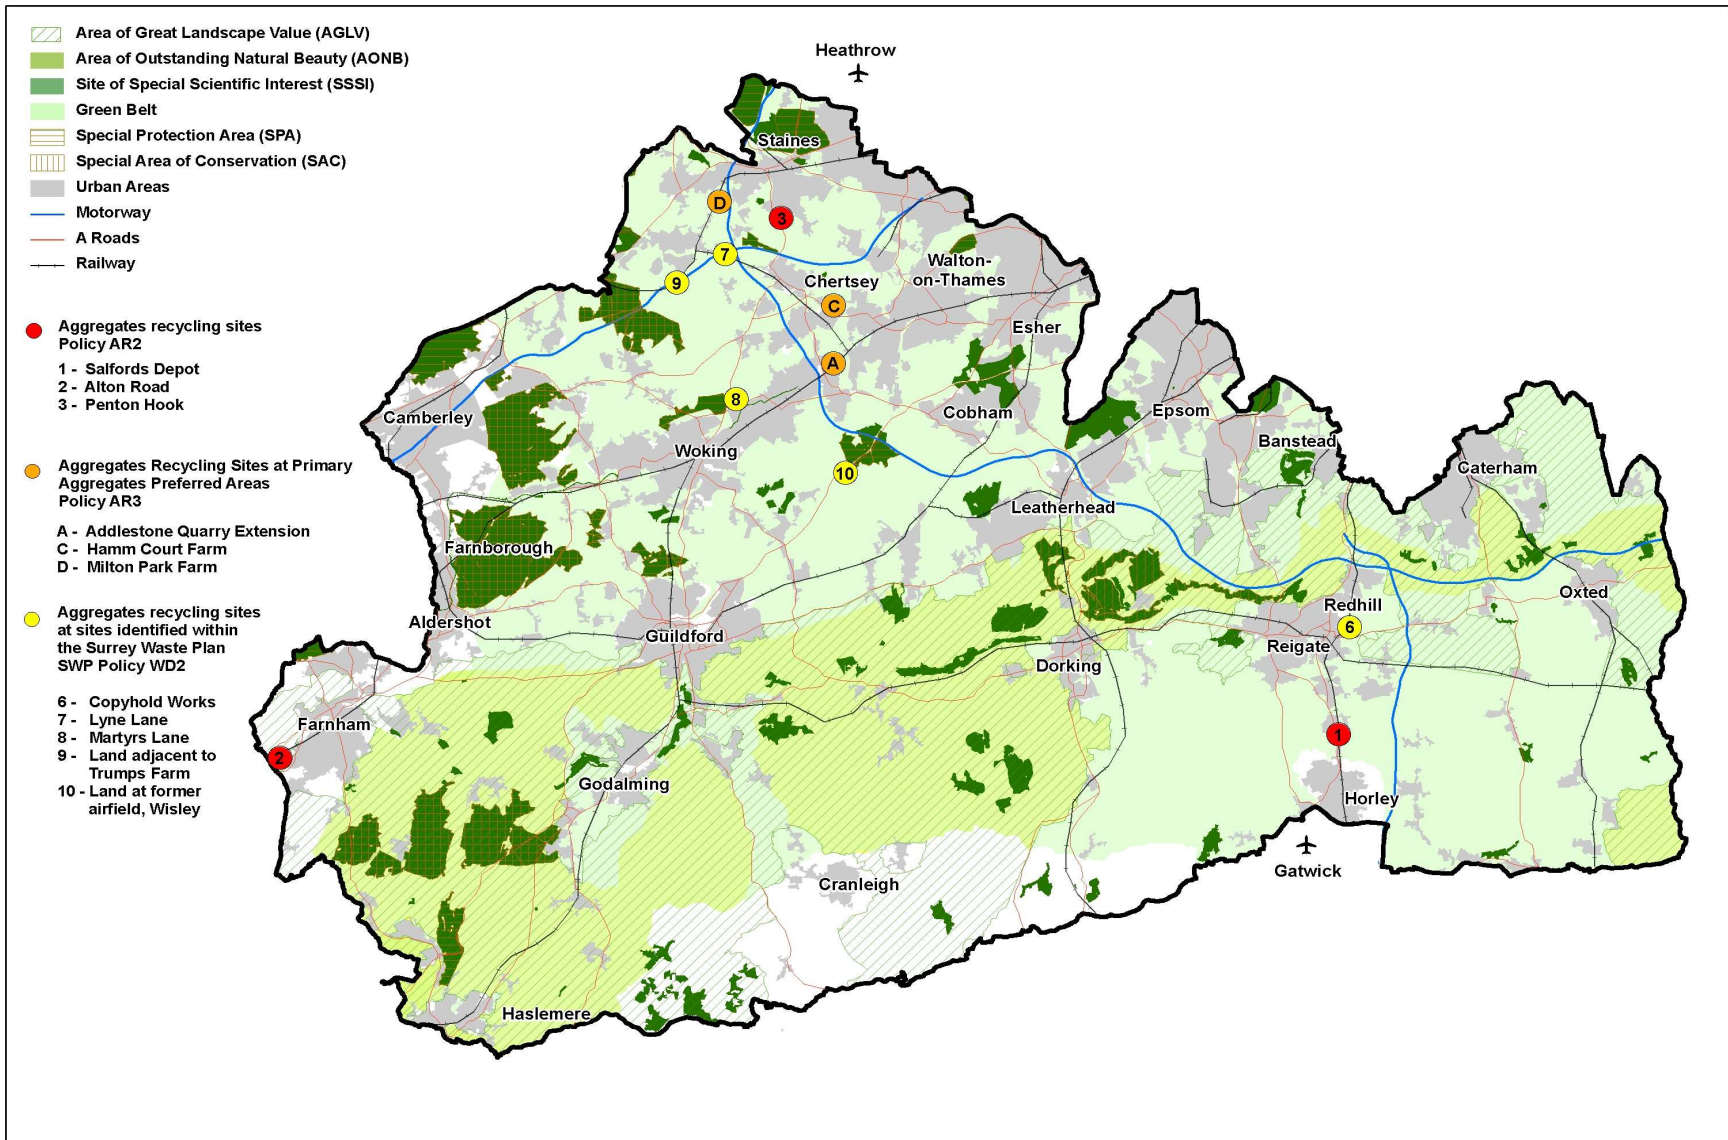 Area of Great Landscape Value (AGLV)
Area of Outstanding Natural Beauty (AONB)
Site of Special Scientific Interest (SSSI)
Green Belt
Special Protection Area (SPA)
Special Area of Conservation (SAC)
Urban Areas
Motorway
A Roads
Railway
Aggregates recycling sites
Policy AR2
1 - Salfords Depot
2 - Alton Road
3 - Penton Hook
Aggregates Recycling Sites at Primary
Aggregates Preferred Areas
Policy AR3
A - Addlestone Quarry Extension
C - Hamm Court Farm
D - Milton Park Farm
Aggregates recycling sites
at sites identified within
the Surrey Waste Plan
SWP Policy WD2
6 - Copyhold Works
7 - Lyne Lane
8 - Martyrs Lane
9 - Land adjacent to
Trumps Farm
10 - Land at former
airfield, Wisley
Heathrow
Staines
D
3
7
9
Chertsey
C
Walton-
on-Thames
Esher
A
8
Camberley
Cobham
Epsom
Banstead
Woking
10
Caterham
Leatherhead
Farnborough
Oxted
Redhill
Aldershot
Guildford
6
Reigate
Dorking
Farnham
2
1
Godalming
Horley
Gatwick
Cranleigh
Haslemere